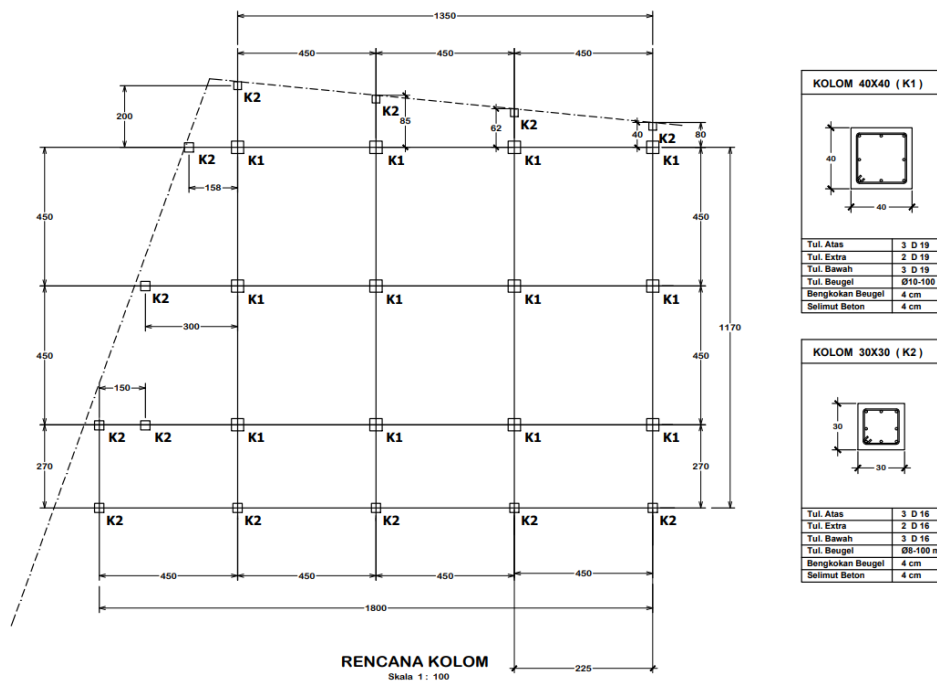 1350
450 450 450
K2
K2
K2
K2
200
85
62
40
80
K2 K1 K1 K1 K1
158
450
450
K2 K1 K1 K1 K1
300
450
450
1170
150
K2 K2 K1 K1 K1 K1
270
270
K2 K2 K2 K2 K2
450 450 450 450
1800
225
RENCANA KOLOM
Skala 1 : 100
KOLOM 40X40 ( K1 )
40
40
Tul. Atas 3 D 19
Tul. Extra 2 D 19
Tul. Bawah 3 D 19
Tul. Beugel Ø10-100
Bengkokan Beugel 4 cm
Selimut Beton 4 cm
KOLOM 30X30 ( K2 )
30
30
Tul. Atas 3 D 16
Tul. Extra 2 D 16
Tul. Bawah 3 D 16
Tul. Beugel Ø8-100
Bengkokan Beugel 4 cm
Selimut Beton 4 cm